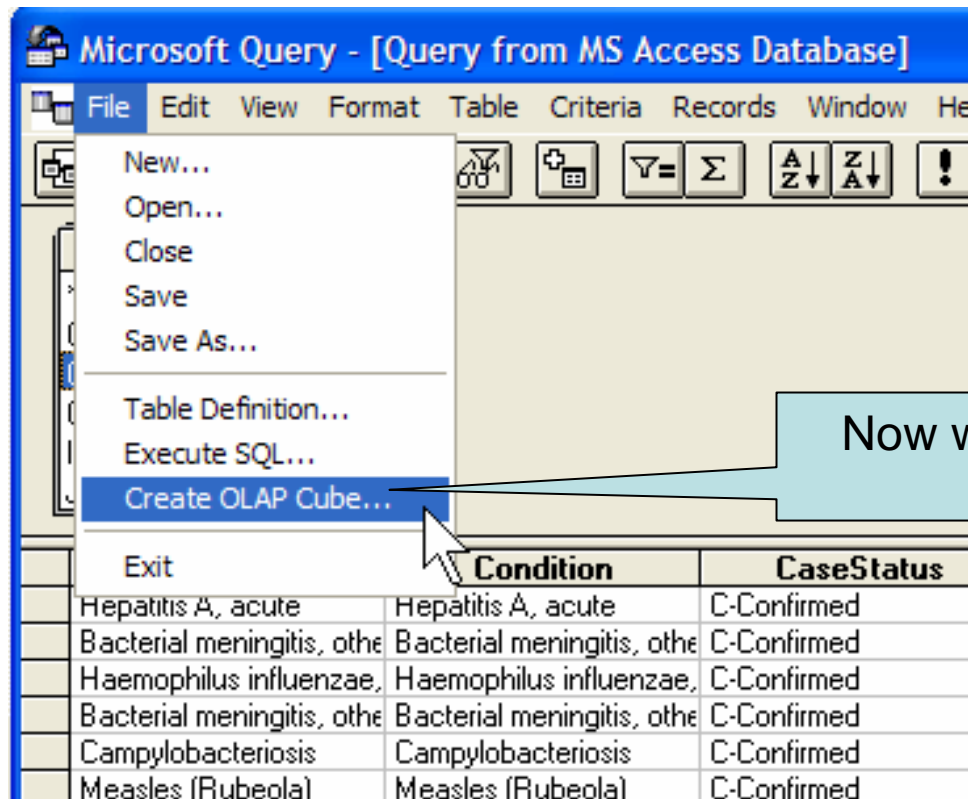 Microsoft Query - [Query from MS Access Database]
File Edit View Format Table Criteria Records Window He
New...
Open...
Close
Save
Save As...
Table Definition...
Execute SQL...
Create OLAP Cube...
Exit
A Z Z A
Σ
Now w
Condition CaseStatus
Hepatitis A, acute Hepatitis A, acute C-Confirmed
Bacterial meningitis, othe Bacterial meningitis, othe C-Confirmed
Haemophilus influenzae, Haemophilus influenzae, C-Confirmed
Bacterial meningitis, othe Bacterial meningitis, othe C-Confirmed
Campylobacteriosis Campylobacteriosis C-Confirmed
Measles (Rubeola) Measles (Rubeola) C-Confirmed